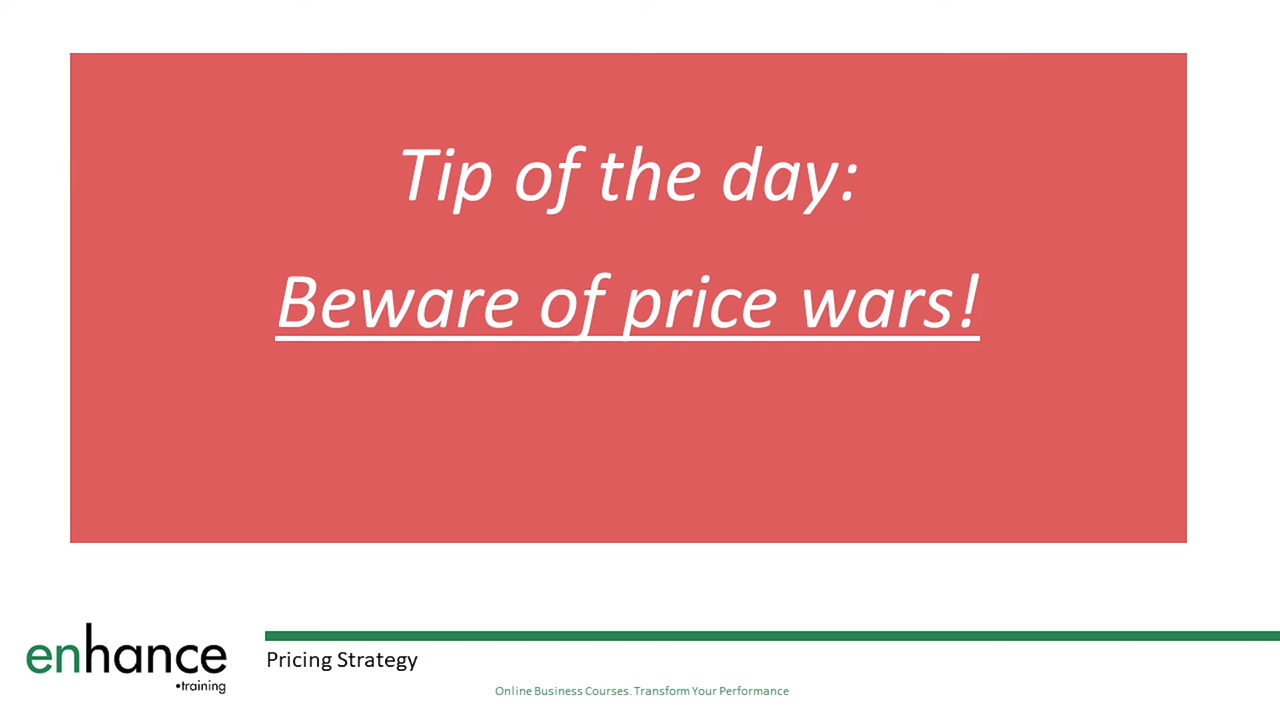 Tip of the day:
Beware of price wars!
enhance
•training
Pricing Strategy
Online Business Courses. Transform Your Performance